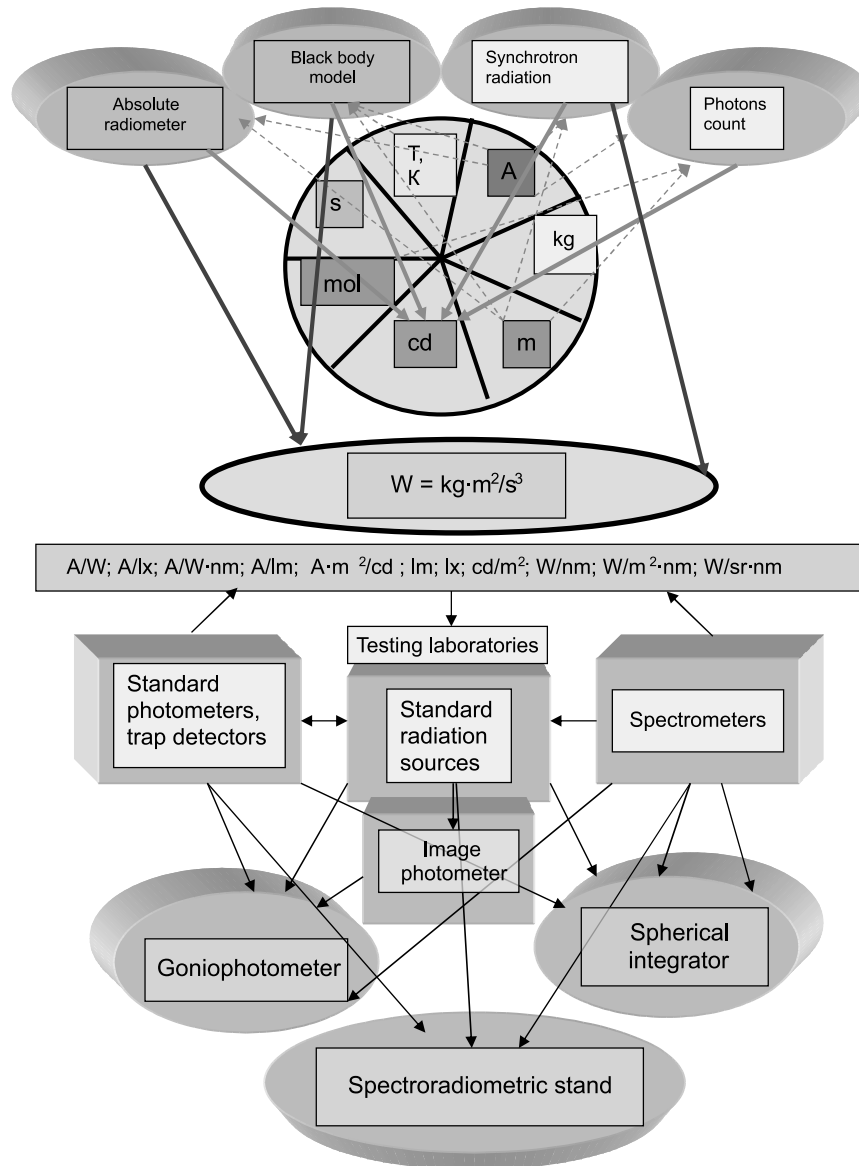 Black body
model
Synchrotron
radiation
Absolute
radiometer
Photons
count
T,
K
A
s
kg
mol
cd
m
W = kg·m²/s³
A/W; A/lx; A/W·nm; A/lm; A·m ²/cd ; lm; lx; cd/m²; W/nm; W/m²·nm; W/sr·nm
Testing laboratories
Standard
photometers,
trap detectors
Standard
radiation
sources
Spectrometers
Image
photometer
Goniophotometer
Spherical
integrator
Spectroradiometric stand